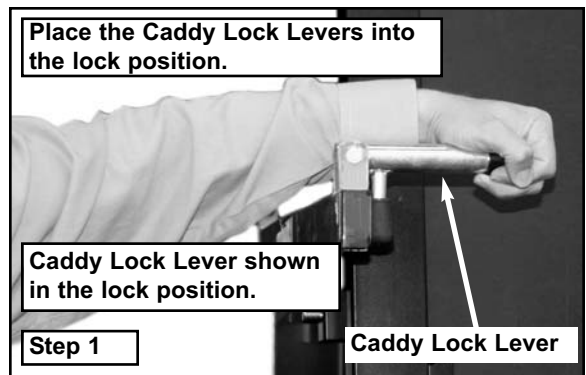 Place the Caddy Lock Levers into
the lock position.
Caddy Lock Lever shown
in the lock position.
Step 1
Caddy Lock Lever